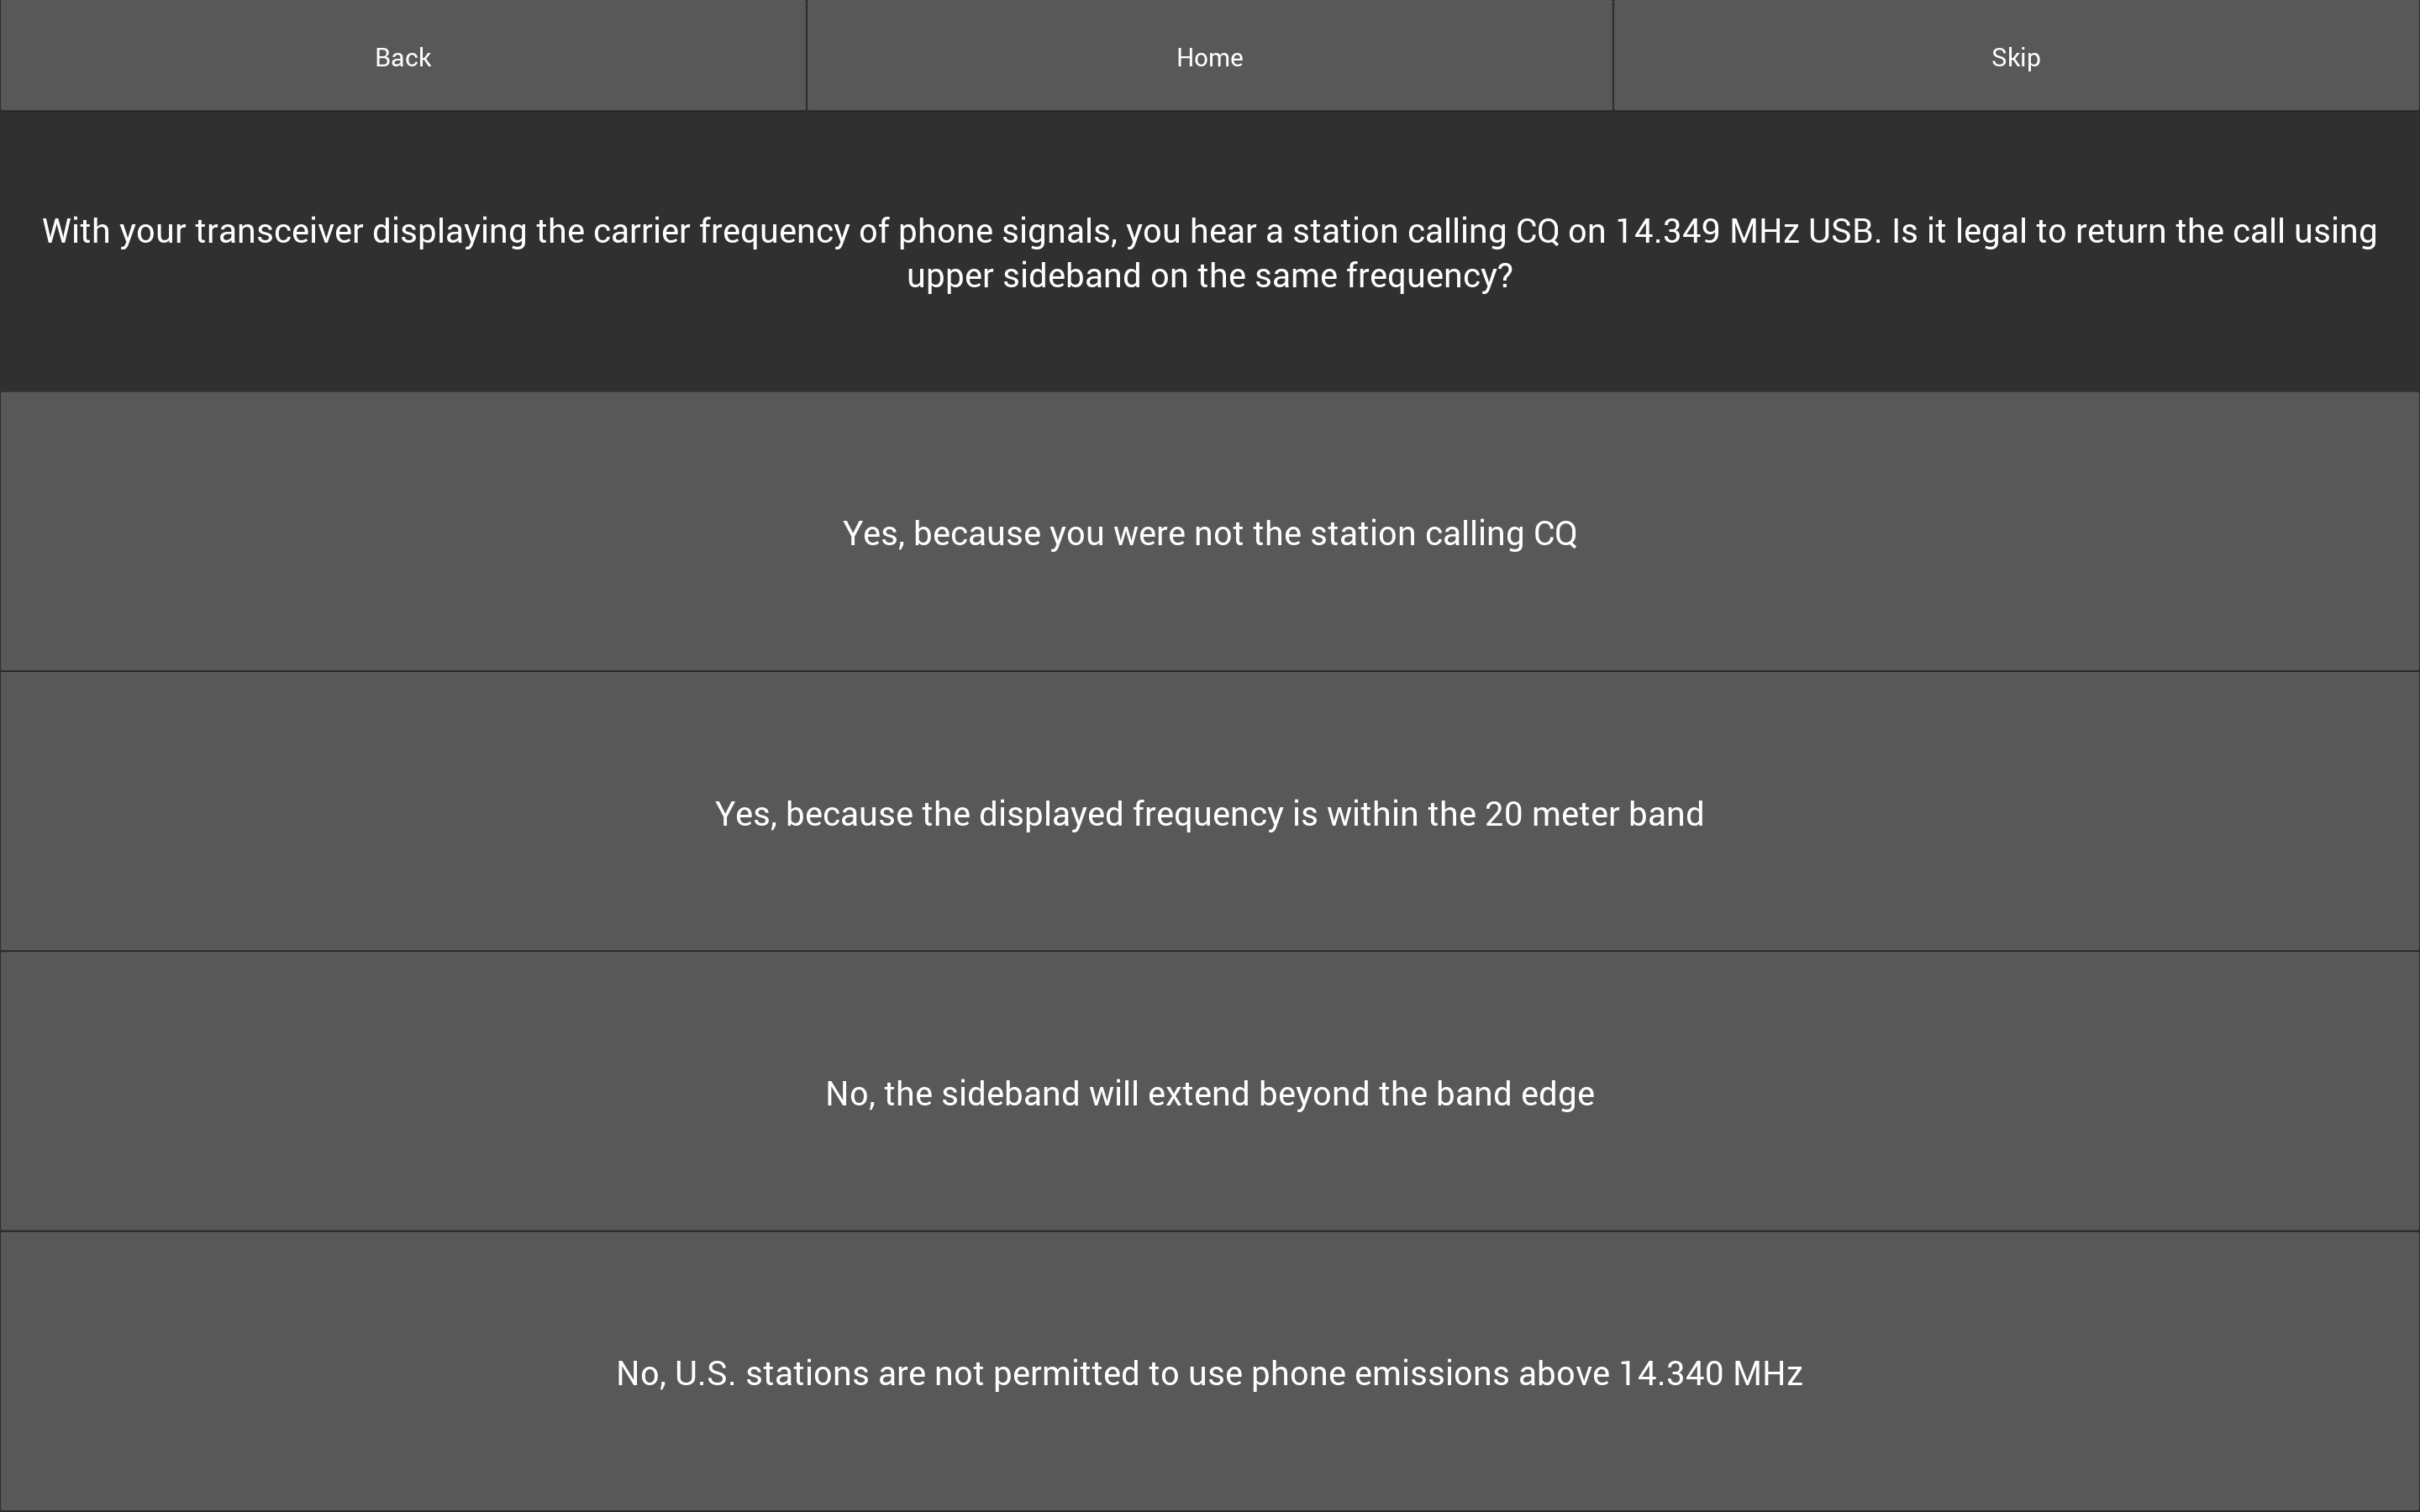 Back
Home
Skip
With your transceiver displaying the carrier frequency of phone signals, you hear a station calling CQ on 14.349 MHz USB. Is it legal to return the call using
upper sideband on the same frequency?
Yes, because you were not the station calling CQ
Yes, because the displayed frequency is within the 20 meter band
No, the sideband will extend beyond the band edge
No, U.S. stations are not permitted to use phone emissions above 14.340 MHz